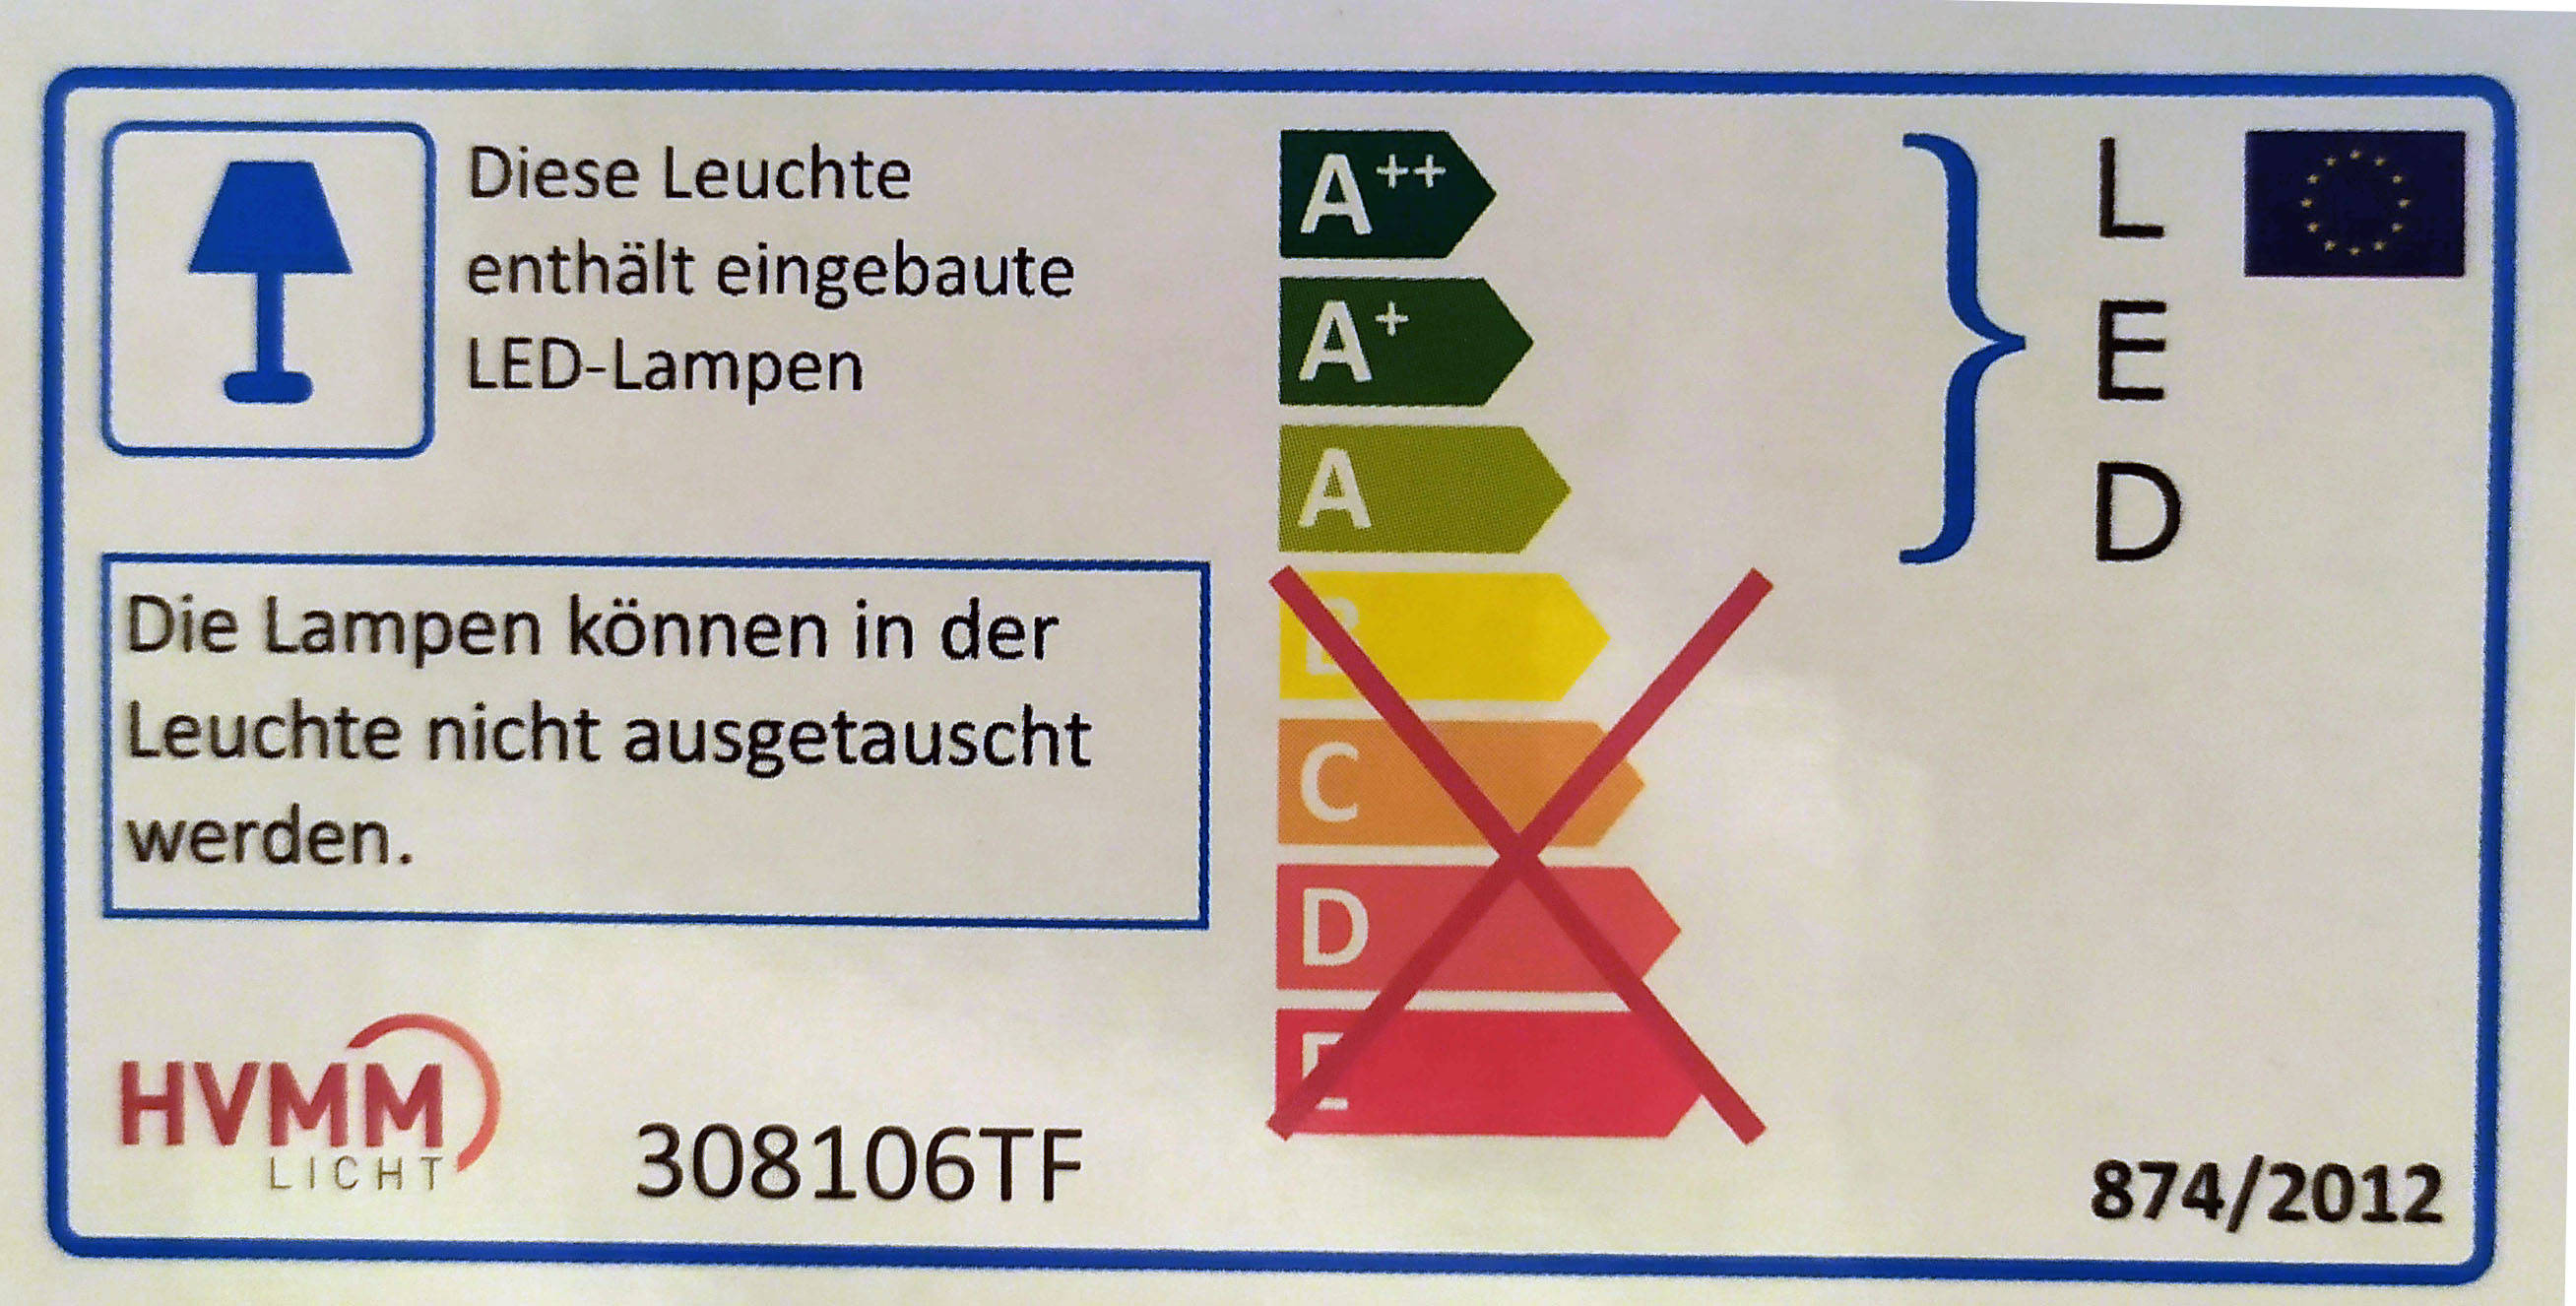 Diese Leuchte
enthält eingebaute
LED-Lampen
Die Lampen können in der
Leuchte nicht ausgetauscht
werden.
HVMM
LICHT
308106TF
A++
A+
A
B
C
D
E
L
E
D
874/2012